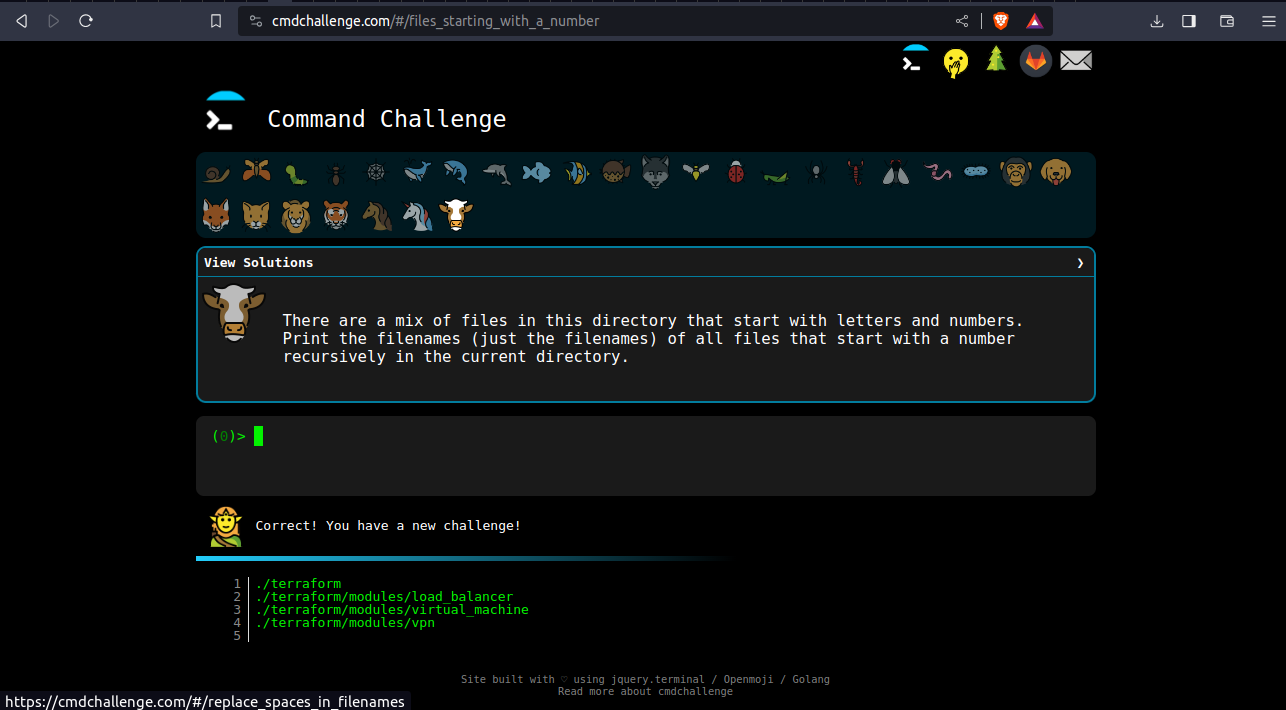 cmdchallenge.com/#/files_starting_with_a_number
Command Challenge
View Solutions ❯
There are a mix of files in this directory that start with letters and numbers.
Print the filenames (just the filenames) of all files that start with a number
recursively in the current directory.
(0)>
Correct! You have a new challenge!
1 ./terraform
2 ./terraform/modules/load_balancer
3 ./terraform/modules/virtual_machine
4 ./terraform/modules/vpn
5
Site built with ♡ using jquery.terminal / Openmoji / Golang
Read more about cmdchallenge
https://cmdchallenge.com/#/replace_spaces_in_filenames